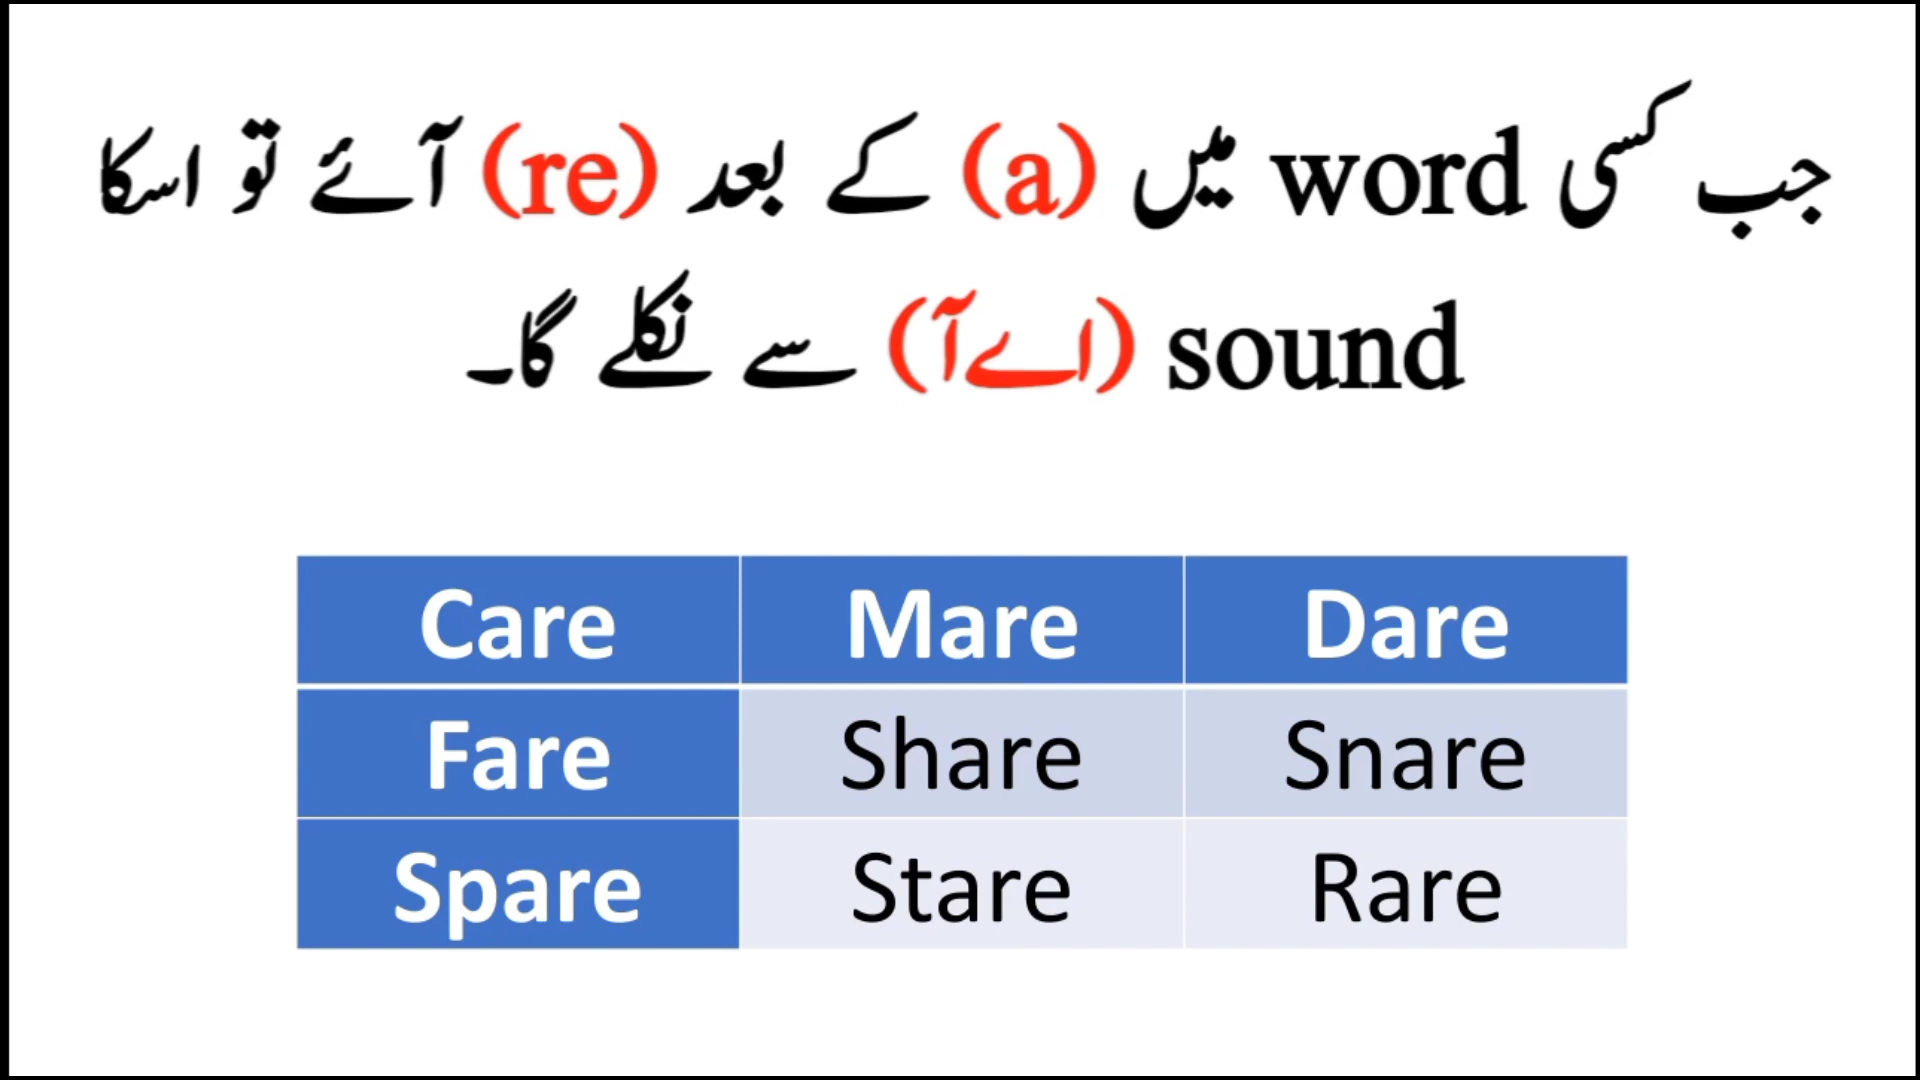 جب کسی word میں (a) کے بعد (re) آئے تو اسکا
sound (اےآ) سے نکلے گا۔
Care Mare Dare
Fare Share Snare
Spare Stare Rare